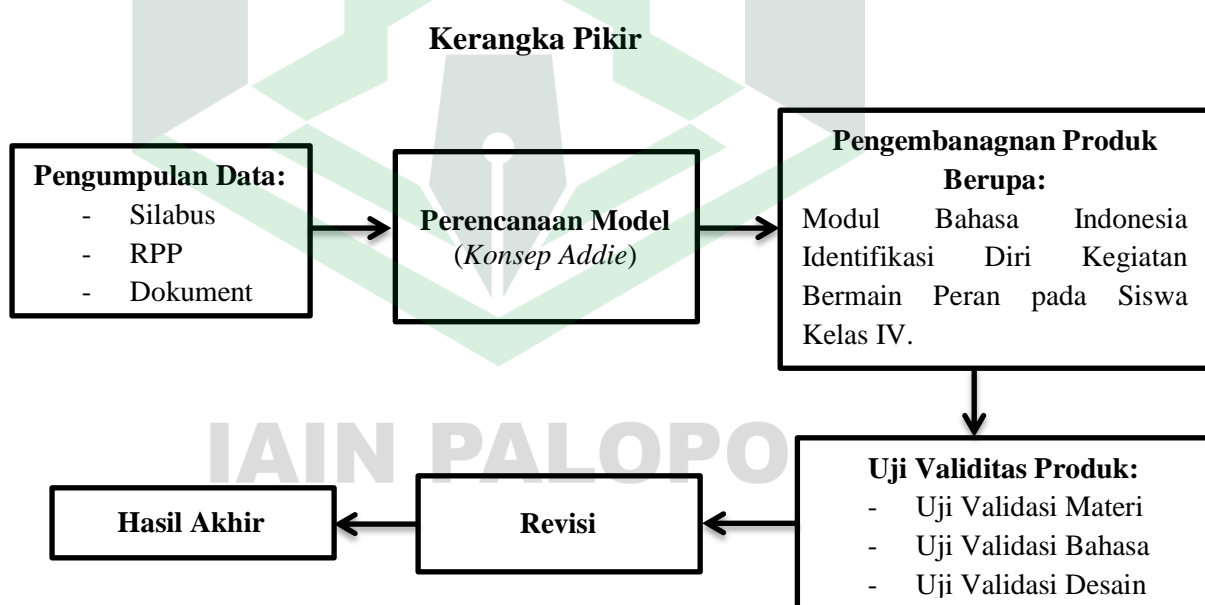 Kerangka Pikir
Pengumpulan Data:
- Silabus
- RPP
- Dokument
Perencanaan Model
(Konsep Addie)
Pengembanagnan Produk
Berupa:
Modul Bahasa Indonesia
Identifikasi Diri Kegiatan
Bermain Peran pada Siswa
Kelas IV.
Uji Validitas Produk:
- Uji Validasi Materi
- Uji Validasi Bahasa
- Uji Validasi Desain
Revisi
Hasil Akhir
IAIN PALOPO